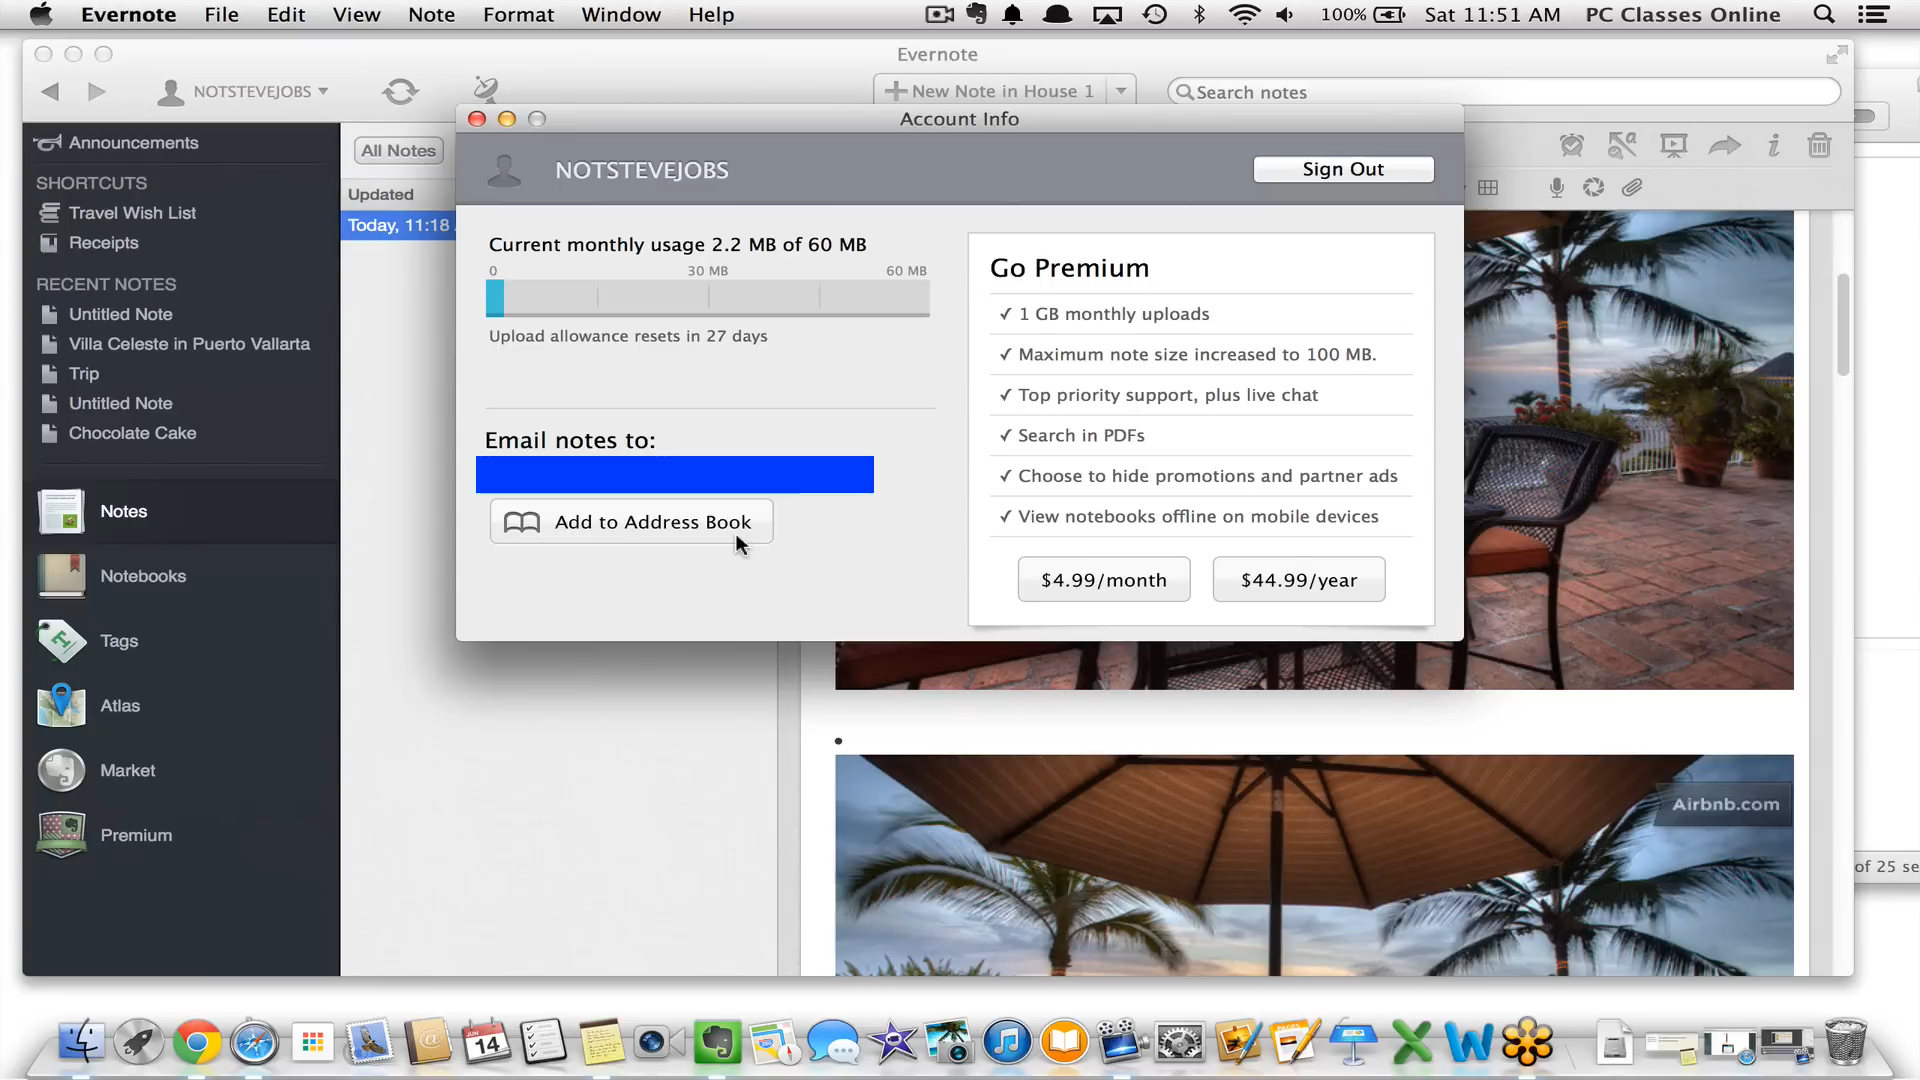 Evernote File Edit View Note Format Window Help 100% Sat 11:51 AM PC Classes Online
Evernote
NOTSTEVEJOBS
New Note in House 1
Search notes
Account Info
NOTSTEVEJOBS
Sign Out
Announcements
SHORTCUTS
Travel Wish List
Receipts
RECENT NOTES
Untitled Note
Villa Celeste in Puerto Vallarta
Trip
Untitled Note
Chocolate Cake
Notes
Notebooks
Tags
Atlas
Market
Premium
All Notes
Updated
Today, 11:18
Current monthly usage 2.2 MB of 60 MB
0 30 MB 60 MB
Upload allowance resets in 27 days
Email notes to:
Add to Address Book
Go Premium
✓ 1 GB monthly uploads
✓ Maximum note size increased to 100 MB.
✓ Top priority support, plus live chat
✓ Search in PDFs
✓ Choose to hide promotions and partner ads
✓ View notebooks offline on mobile devices
$4.99/month
$44.99/year
Airbnb.com
of 25 se
JUN
14
PAGES